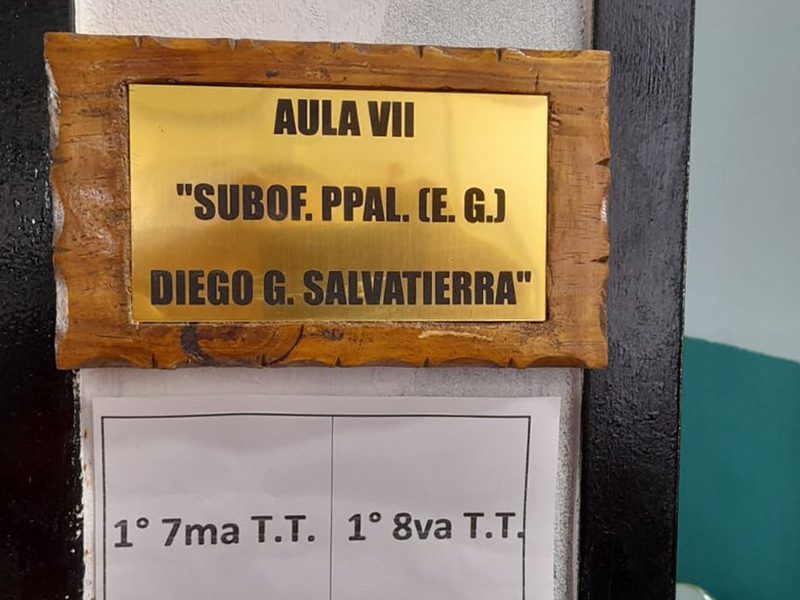 AULA VII
"SUBOF. PPAL. (E. G.)
DIEGO G. SALVATIERRA"
1° 7ma T.T. 1° 8va T.T.